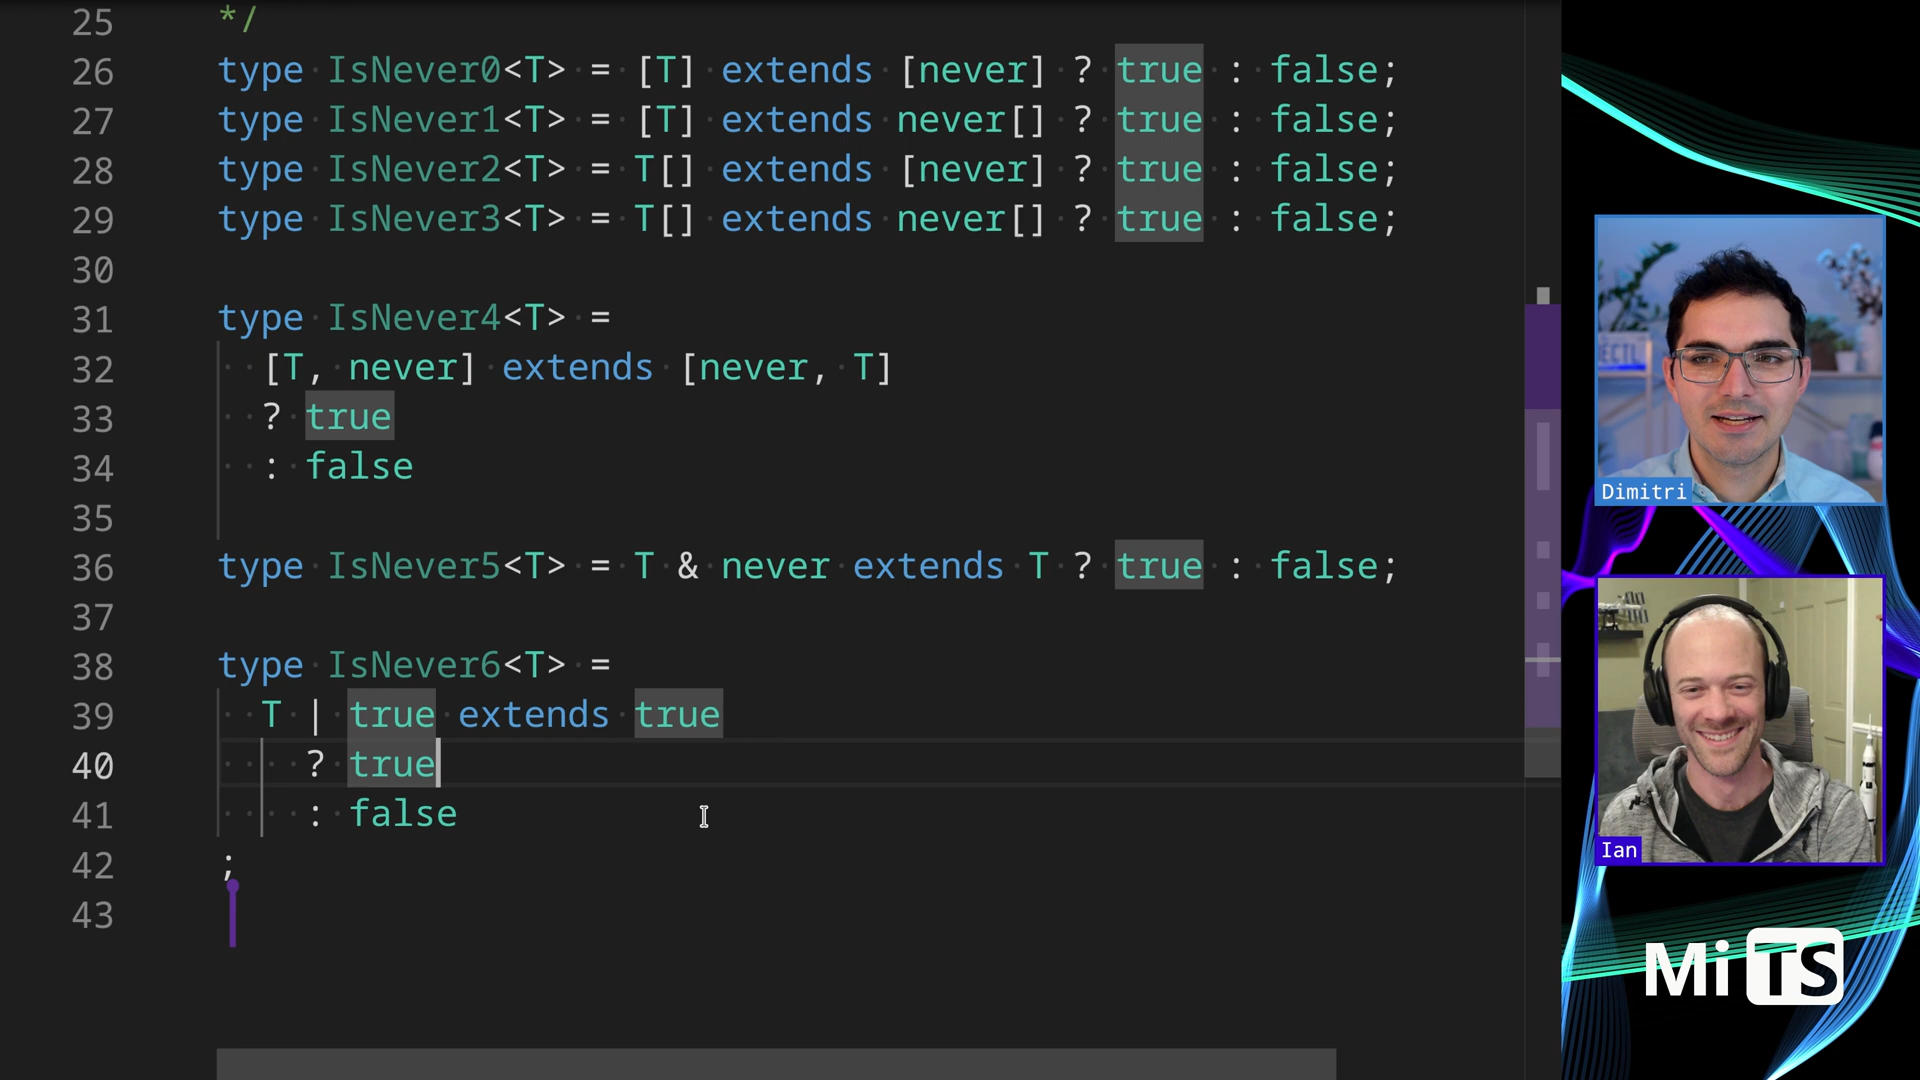 25 */
26 type IsNever0<T> = [T] extends [never] ? true : false;
27 type IsNever1<T> = [T] extends never[] ? true : false;
28 type IsNever2<T> = T[] extends [never] ? true : false;
29 type IsNever3<T> = T[] extends never[] ? true : false;
30
31 type IsNever4<T> =
32 [T, never] extends [never, T]
33 ? true
34 : false
35
36 type IsNever5<T> = T & never extends T ? true : false;
37
38 type IsNever6<T> =
39 T | true extends true
40 ? true
41 : false
42 ;
43
Dimitri
Ian
MiTS